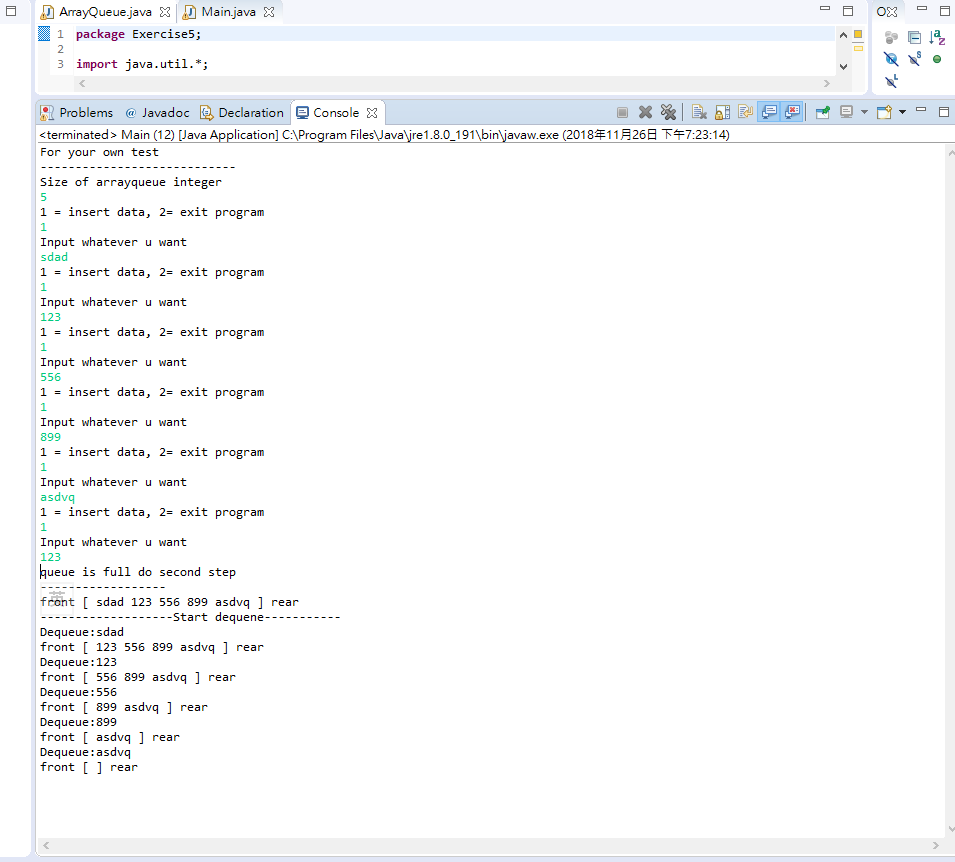 ArrayQueue.java Main.java
1 package Exercise5;
2
3 import java.util.*;
Problems @ Javadoc Declaration Console
<terminated> Main (12) [Java Application] C:\Program Files\Java\jre1.8.0_191\bin\javaw.exe (2018年11月26日 下午7:23:14)
For your own test
----------------------------
Size of arrayqueue integer
5
1 = insert data, 2= exit program
1
Input whatever u want
sdad
1 = insert data, 2= exit program
1
Input whatever u want
123
1 = insert data, 2= exit program
1
Input whatever u want
556
1 = insert data, 2= exit program
1
Input whatever u want
899
1 = insert data, 2= exit program
1
Input whatever u want
asdvq
1 = insert data, 2= exit program
1
Input whatever u want
123
queue is full do second step
------------------
front [ sdad 123 556 899 asdvq ] rear
-------------------Start dequene-----------
Dequeue:sdad
front [ 123 556 899 asdvq ] rear
Dequeue:123
front [ 556 899 asdvq ] rear
Dequeue:556
front [ 899 asdvq ] rear
Dequeue:899
front [ asdvq ] rear
Dequeue:asdvq
front [ ] rear